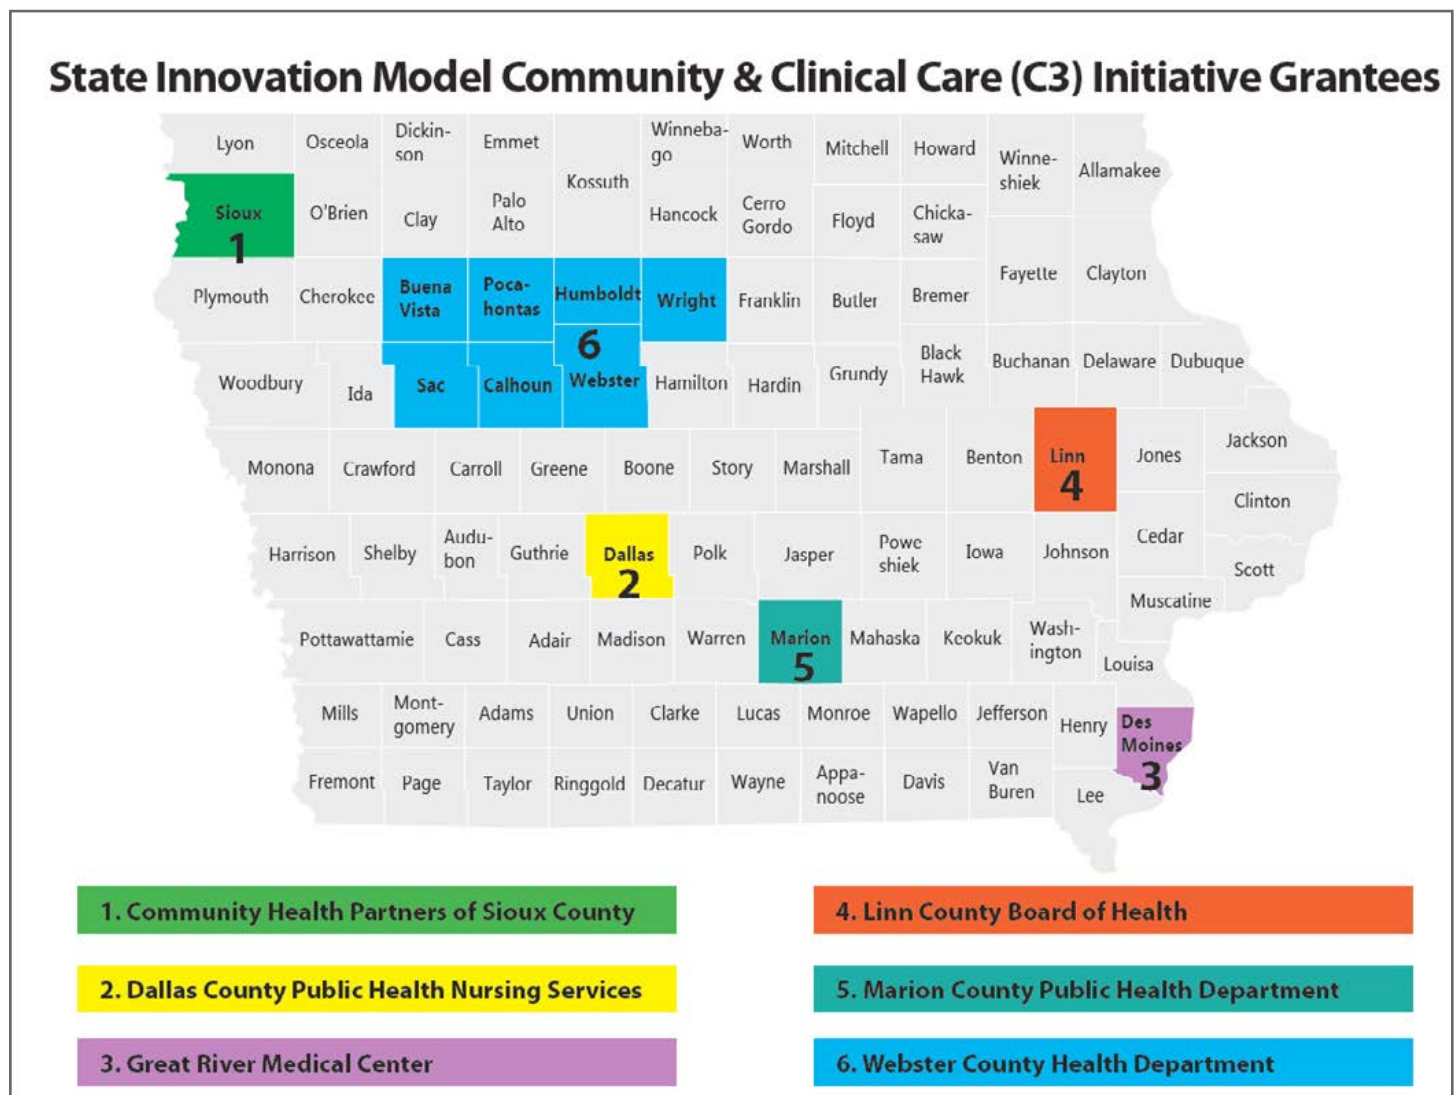 State Innovation Model Community & Clinical Care (C3) Initiative Grantees
Lyon
Osceola
Dickin-
son
Emmet
Kossuth
Winneba-
go
Worth
Mitchell
Howard
Winne-
shiek
Allamakee
Sioux
1
O'Brien
Clay
Palo
Alto
Hancock
Cerro
Gordo
Floyd
Chicka-
saw
Fayette
Clayton
Plymouth
Cherokee
Buena
Vista
Poca-
hontas
Humboldt
Wright
Franklin
Butler
Bremer
Woodbury
Ida
Sac
Calhoun
6
Webster
Hamilton
Hardin
Grundy
Black
Hawk
Buchanan
Delaware
Dubuque
Monona
Crawford
Carroll
Greene
Boone
Story
Marshall
Tama
Benton
Linn
4
Jones
Jackson
Clinton
Harrison
Shelby
Audu-
bon
Guthrie
Dallas
2
Polk
Jasper
Powe
shiek
Iowa
Johnson
Cedar
Scott
Muscatine
Pottawattamie
Cass
Adair
Madison
Warren
Marion
5
Mahaska
Keokuk
Wash-
ington
Louisa
Mills
Mont-
gomery
Adams
Union
Clarke
Lucas
Monroe
Wapello
Jefferson
Henry
Des
Moines
3
Fremont
Page
Taylor
Ringgold
Decatur
Wayne
Appa-
noose
Davis
Van
Buren
Lee
1. Community Health Partners of Sioux County
2. Dallas County Public Health Nursing Services
3. Great River Medical Center
4. Linn County Board of Health
5. Marion County Public Health Department
6. Webster County Health Department